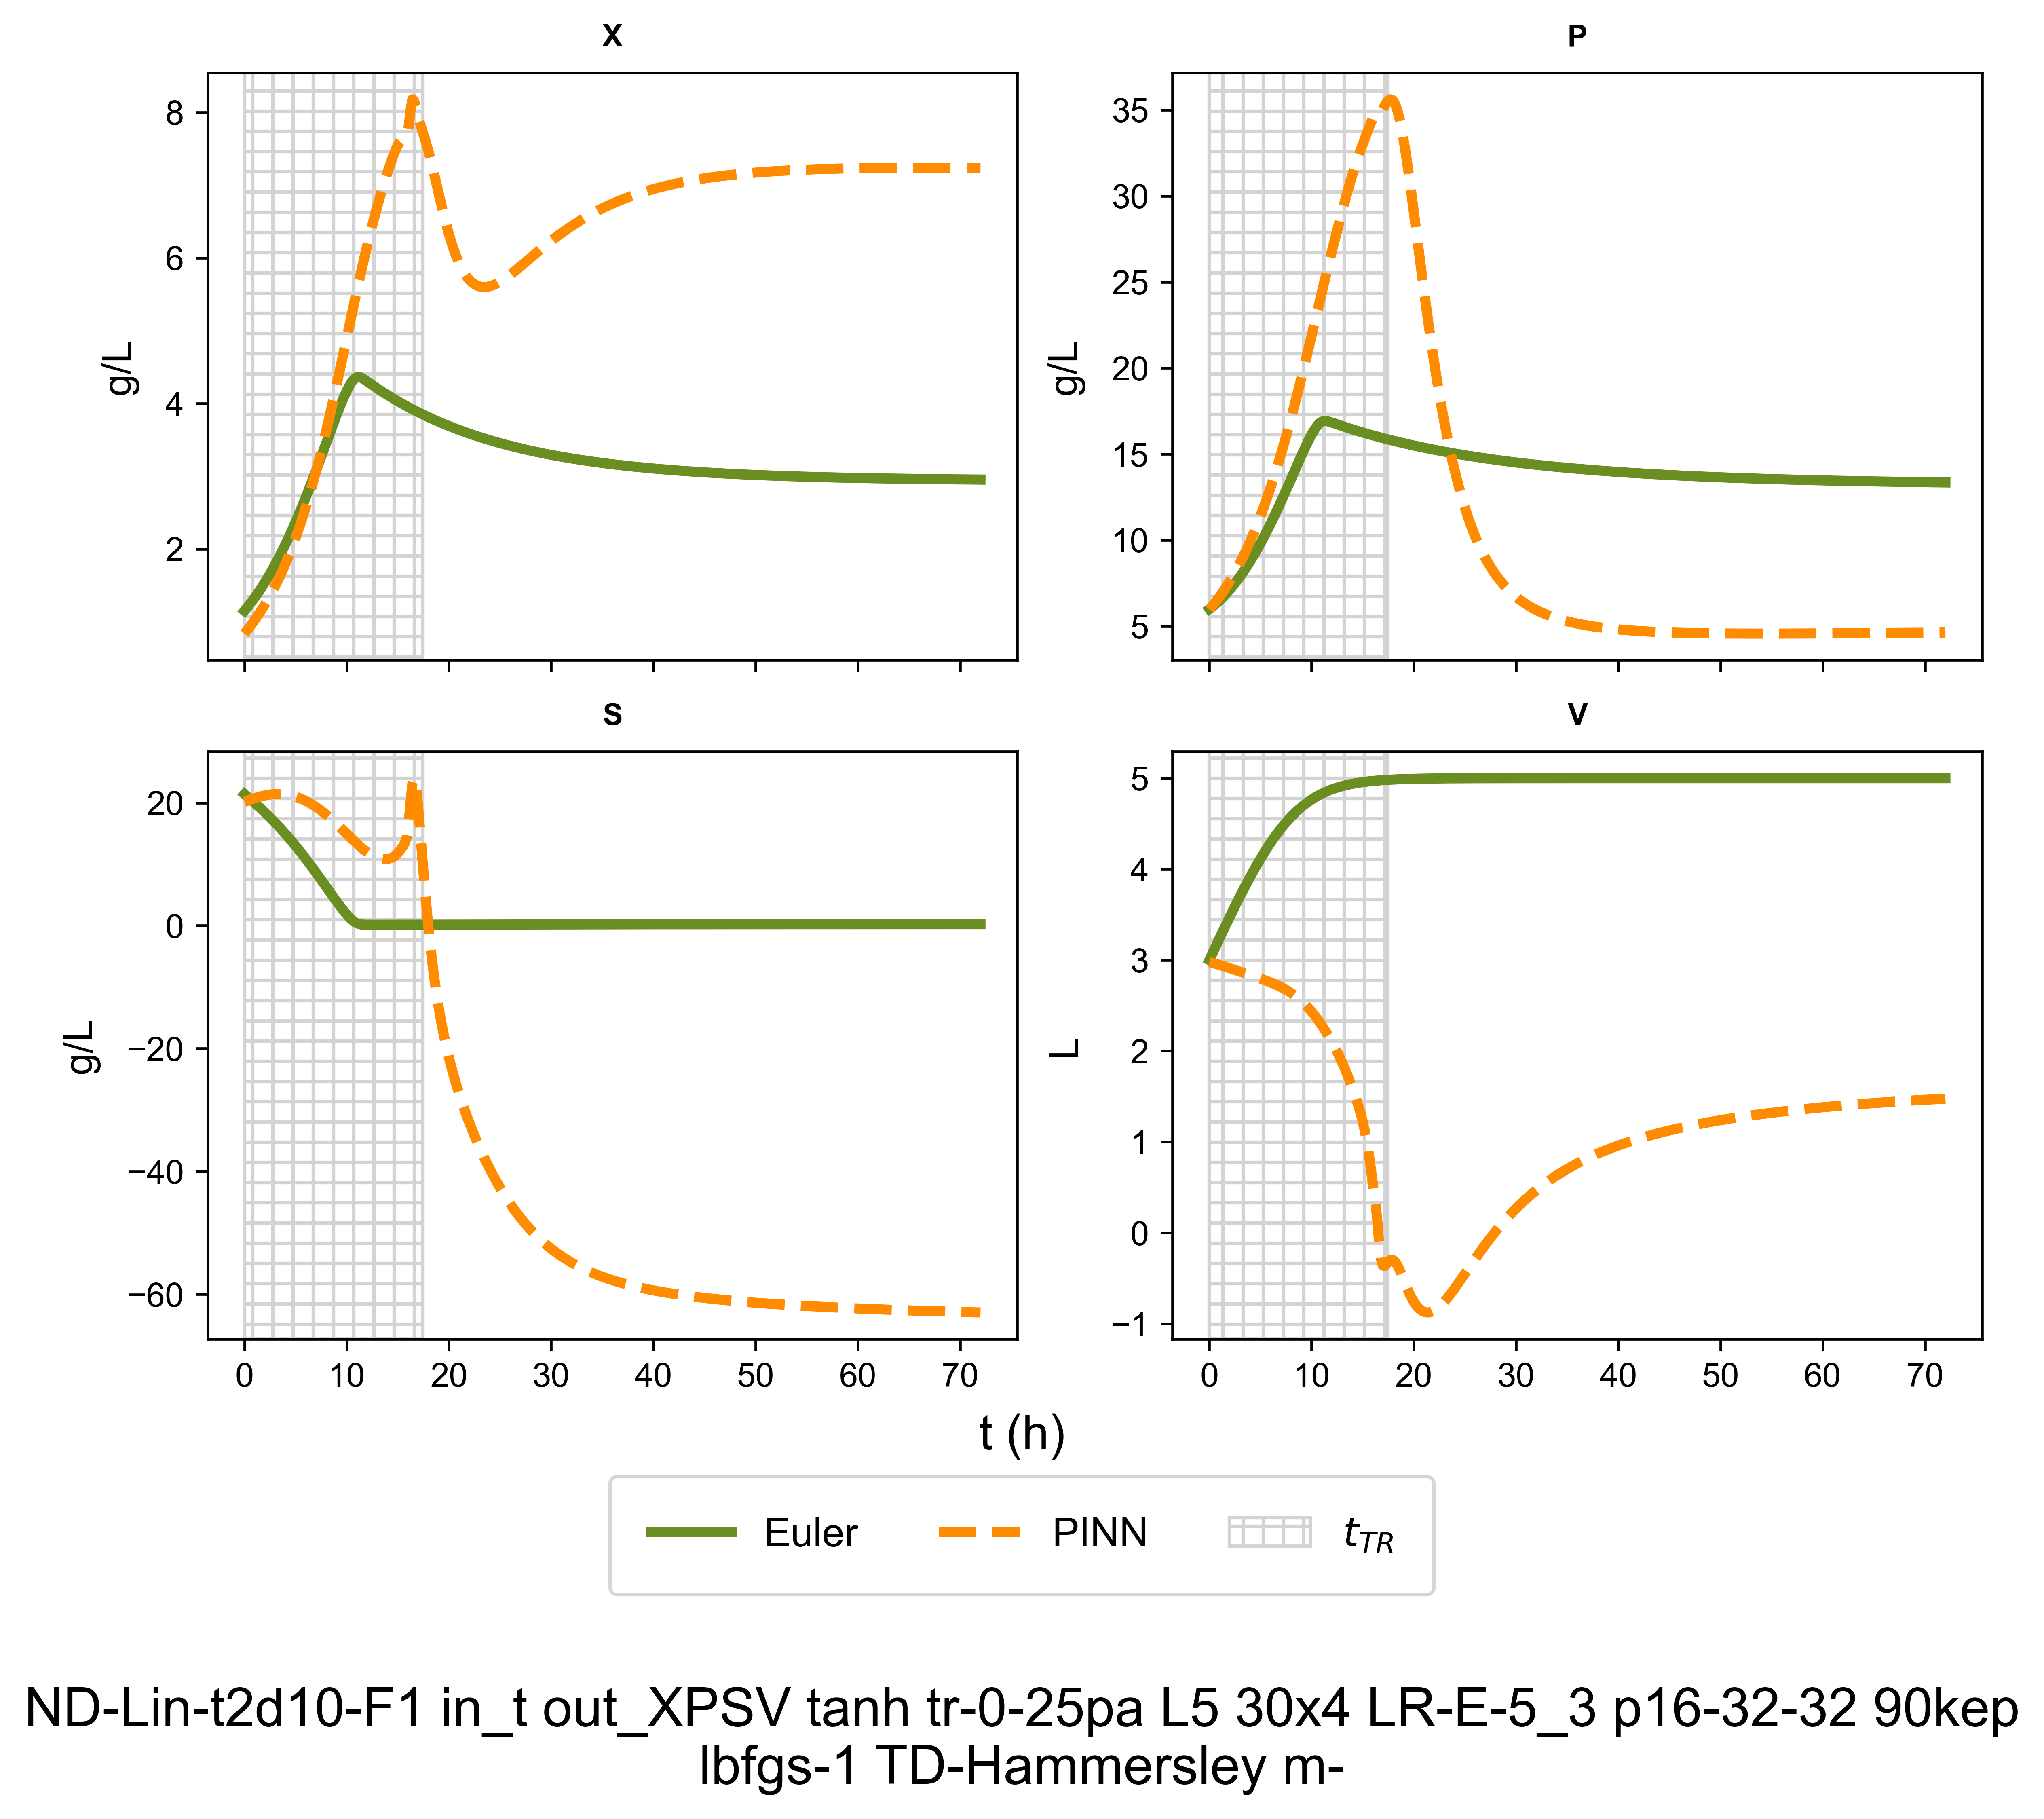 X
P
8
6
4
2
g/L
35
30
25
20
15
10
5
g/L
S
V
20
0
−20
−40
−60
g/L
5
4
3
2
1
0
−1
L
0 10 20 30 40 50 60 70
0 10 20 30 40 50 60 70
t (h)
Euler PINN t_{TR}
ND-Lin-t2d10-F1 in_t out_XPSV tanh tr-0-25pa L5 30x4 LR-E-5_3 p16-32-32 90kep
lbfgs-1 TD-Hammersley m-